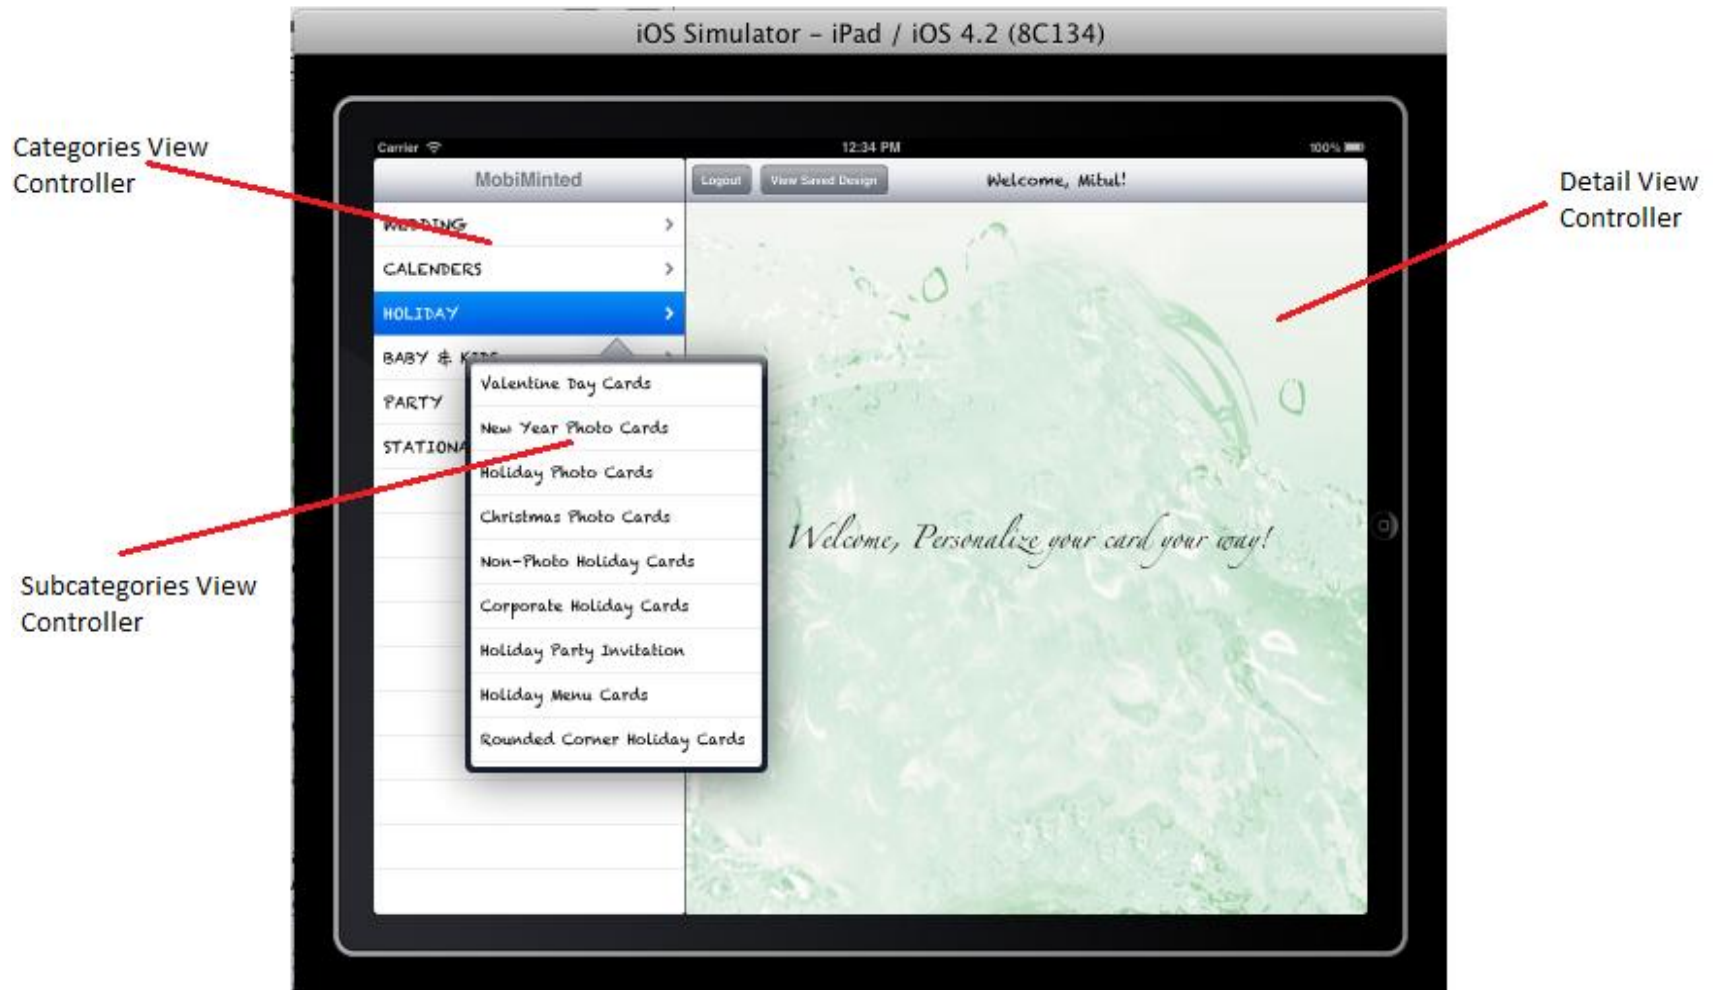 iOS Simulator – iPad / iOS 4.2 (8C134)
Categories View
Controller
Carrier
12:34 PM
100%
MobiMinted
Logout
View Saved Design
Welcome, Mitul!
Detail View
Controller
WEDDING
CALENDERS
HOLIDAY
BABY & KIDS
PARTY
STATIONA
Valentine Day Cards
New Year Photo Cards
Holiday Photo Cards
Christmas Photo Cards
Non-Photo Holiday Cards
Corporate Holiday Cards
Holiday Party Invitation
Holiday Menu Cards
Rounded Corner Holiday Cards
Welcome, Personalize your card your way!
Subcategories View
Controller